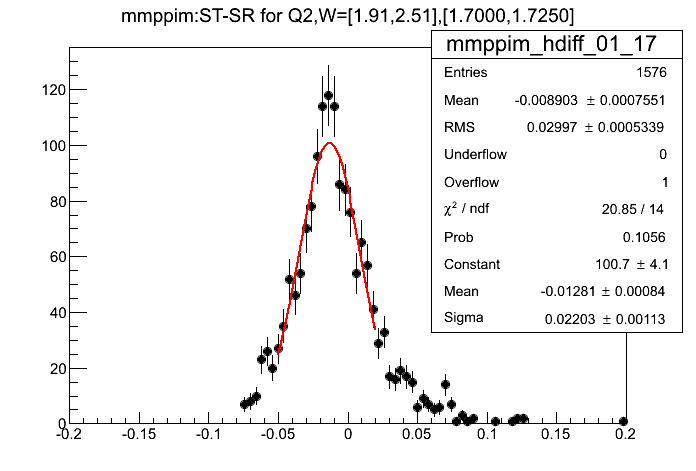 mmppim:ST-SR for Q2,W=[1.91,2.51],[1.7000,1.7250]
mmppim_hdiff_01_17
Entries 1576
Mean -0.008903 ± 0.0007551
RMS 0.02997 ± 0.0005339
Underflow 0
Overflow 1
χ² / ndf 20.85 / 14
Prob 0.1056
Constant 100.7 ± 4.1
Mean -0.01281 ± 0.00084
Sigma 0.02203 ± 0.00113
120
100
80
60
40
20
0
-0.2 -0.15 -0.1 -0.05 0 0.05 0.1 0.15 0.2